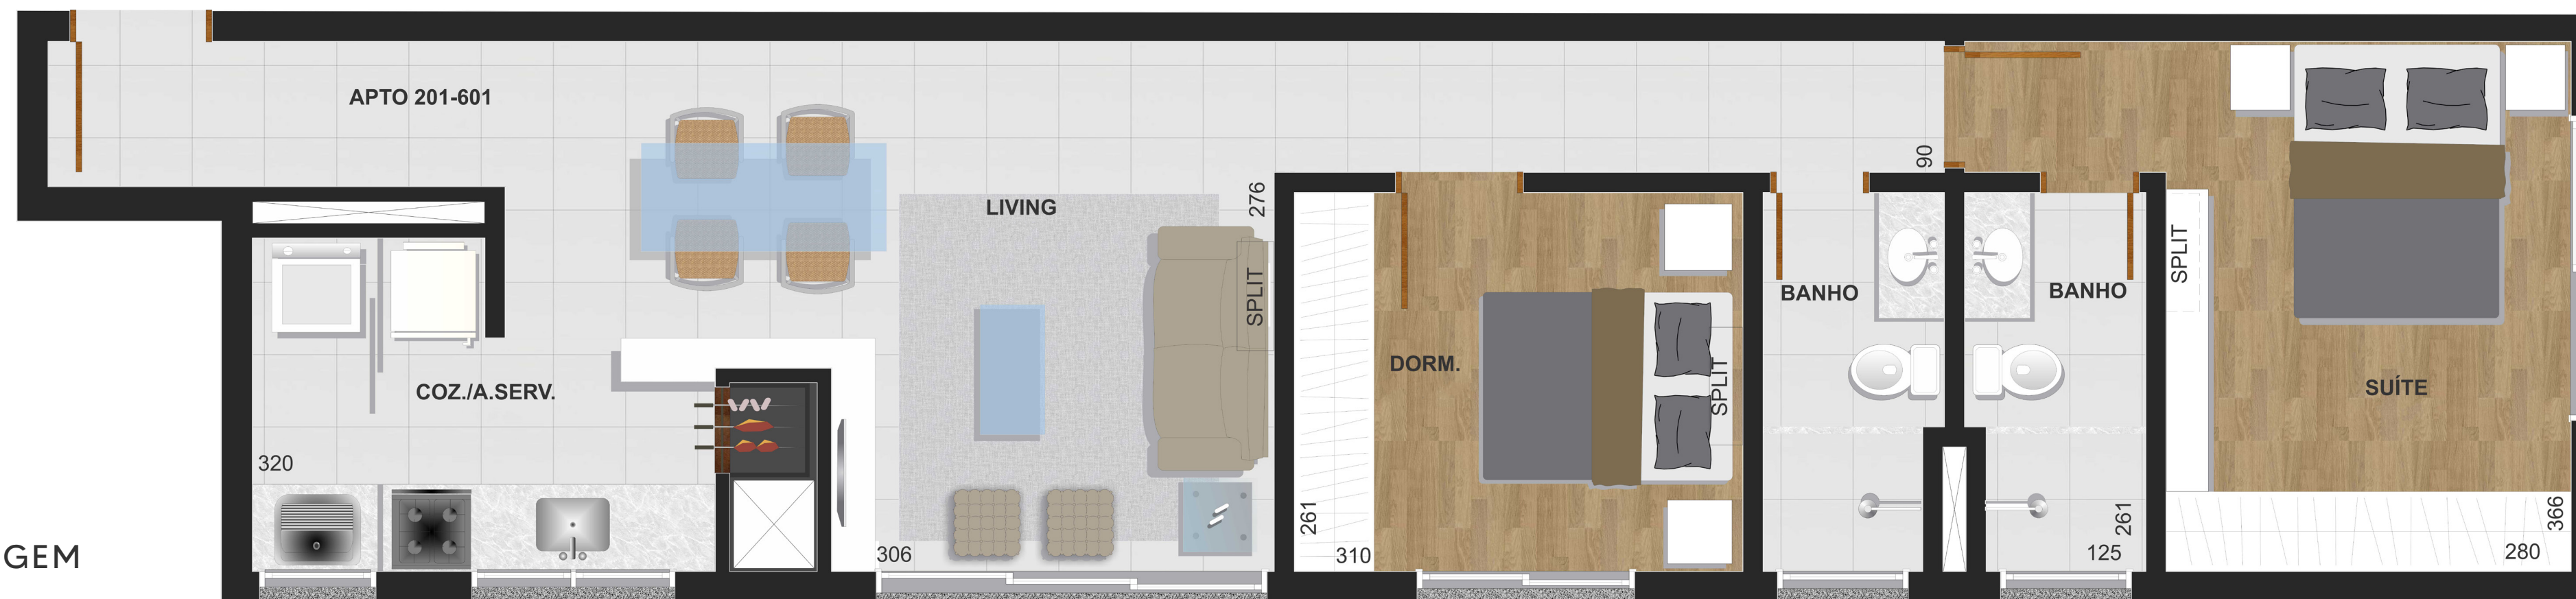 APTO 201-601
90
276
LIVING
SPLIT
SPLIT
BANHO
BANHO
DORM.
SPLIT
COZ./A.SERV.
SUÍTE
320
261
261
366
306
310
125
280
GEM